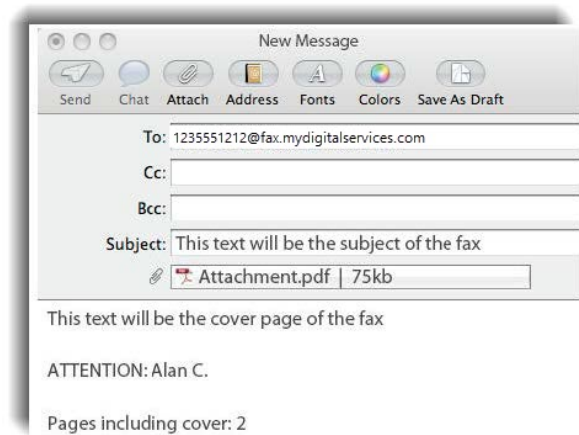 New Message
Send Chat Attach Address Fonts Colors Save As Draft
To: 1235551212@fax.mydigitalservices.com
Cc:
Bcc:
Subject: This text will be the subject of the fax
Attachment.pdf | 75kb
This text will be the cover page of the fax
ATTENTION: Alan C.
Pages including cover: 2